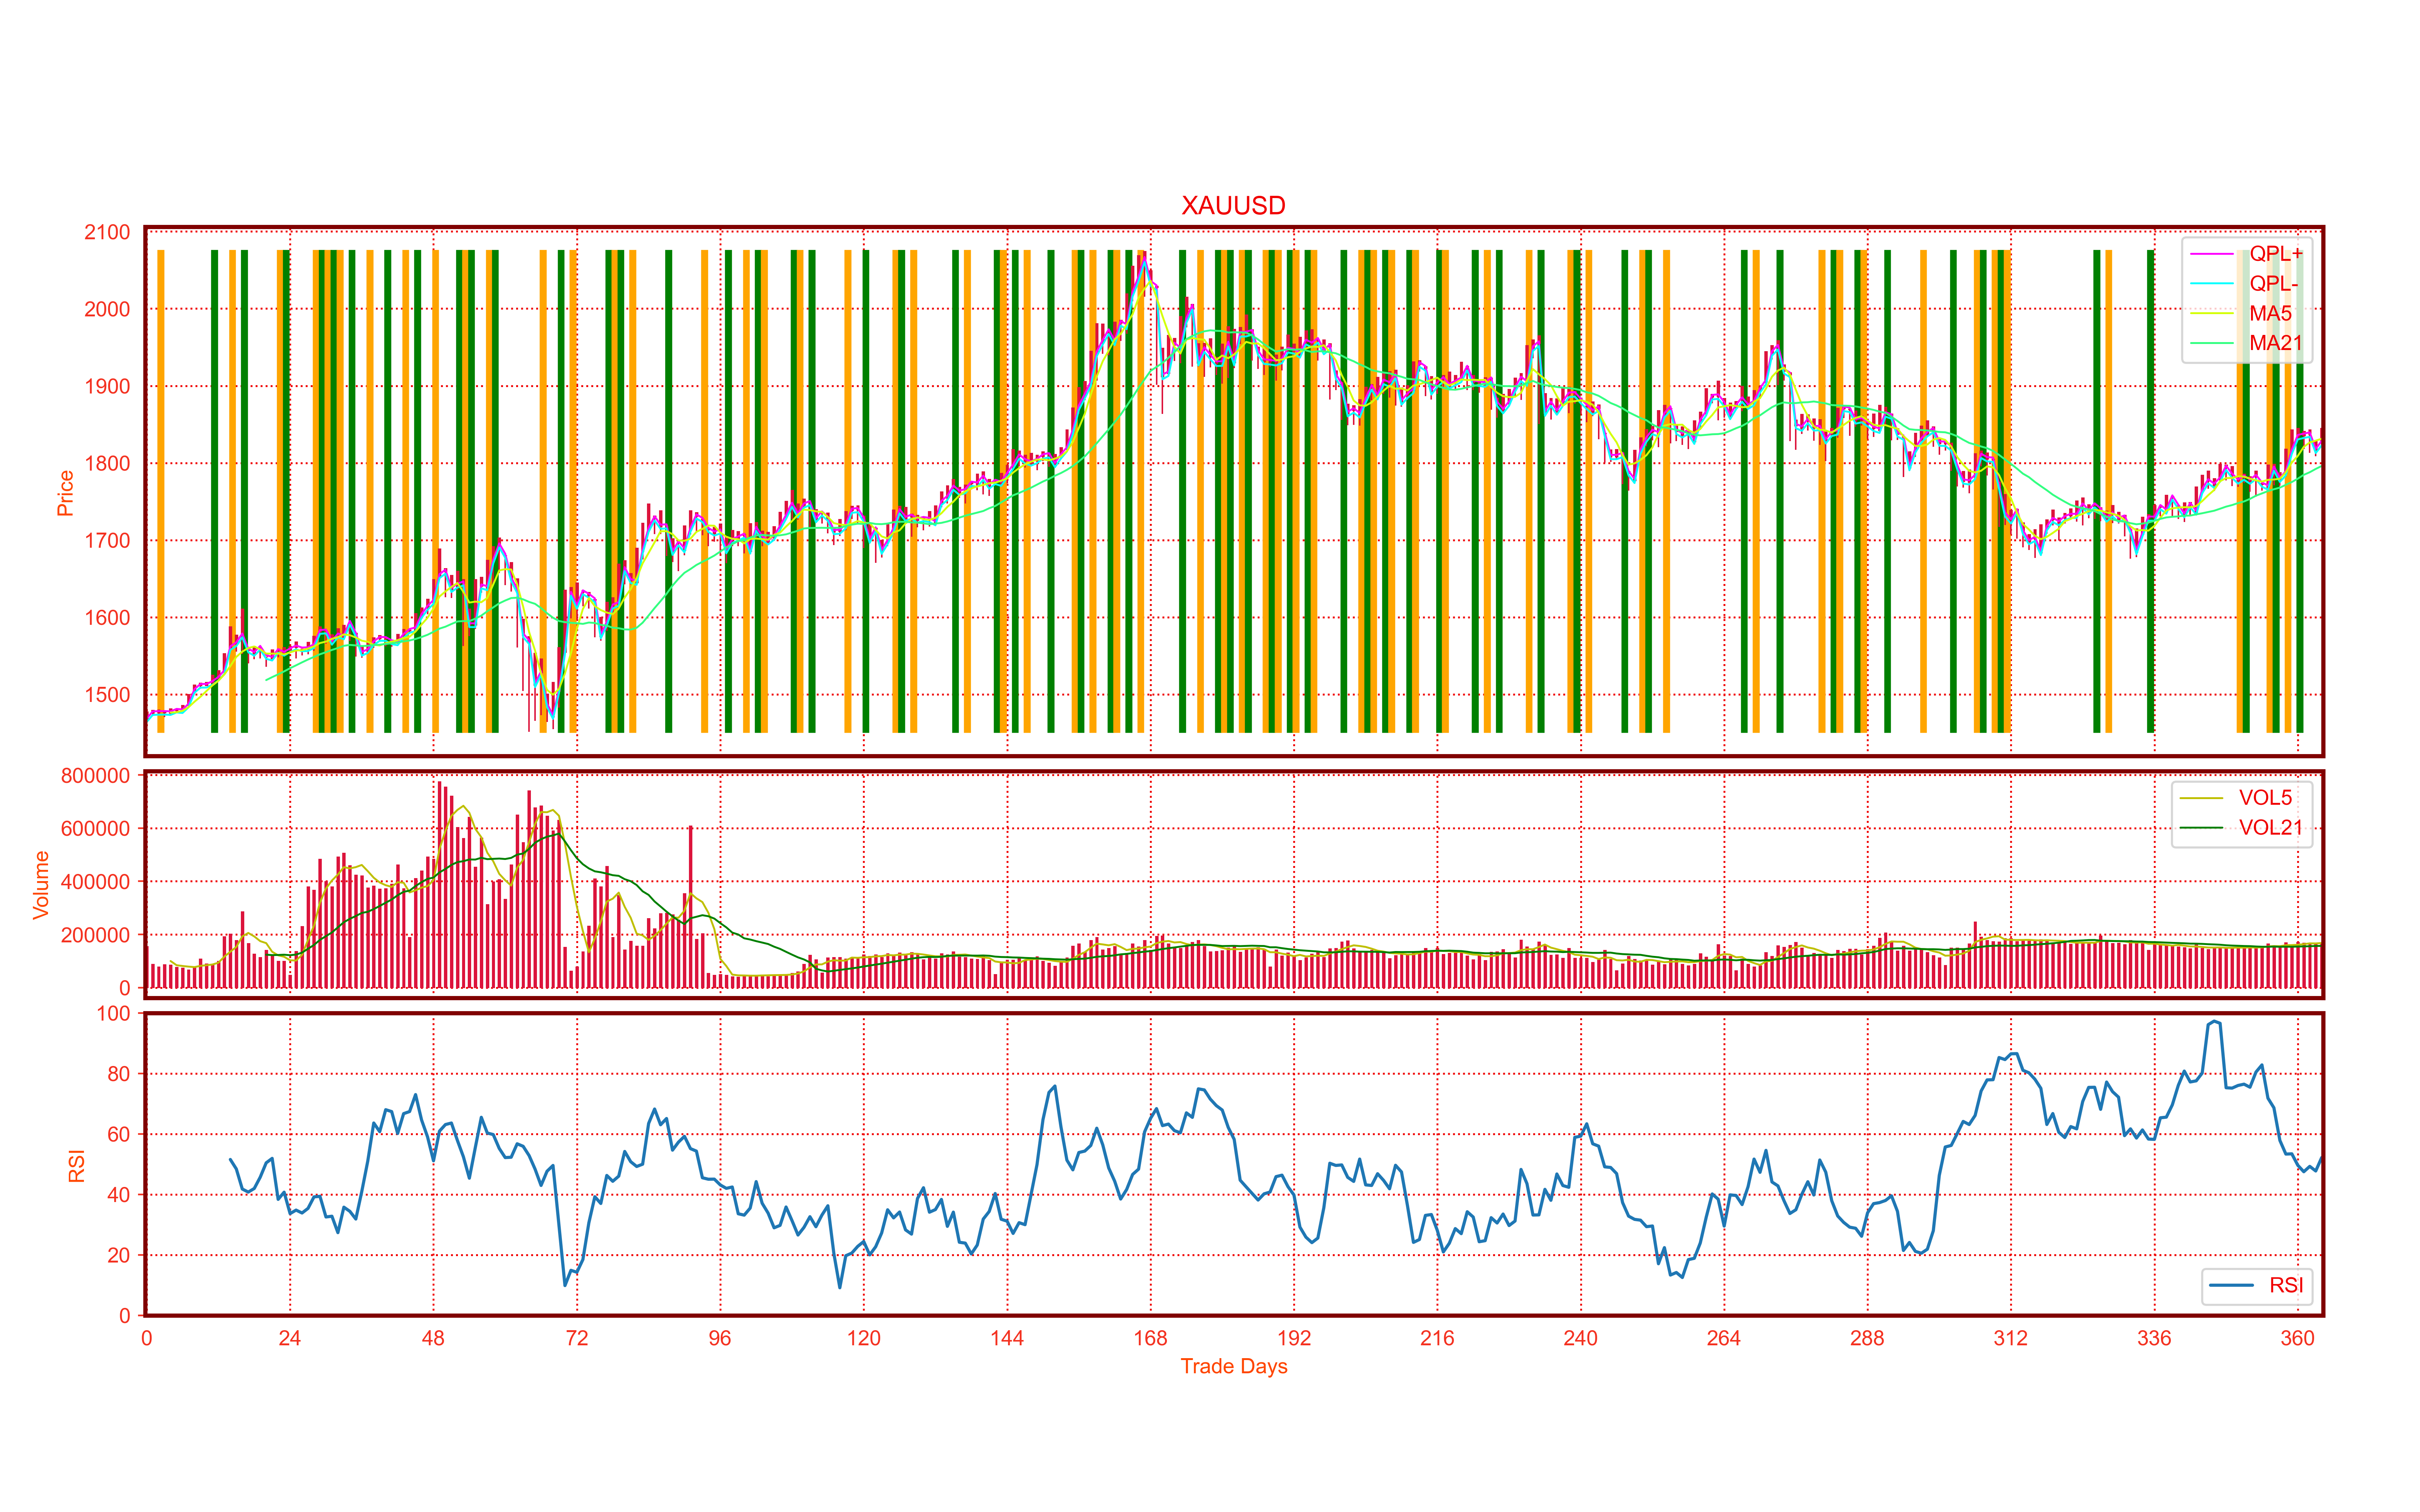 XAUUSD
2100
2000
1900
1800
1700
1600
1500
Price
QPL+
QPL-
MA5
MA21
800000
600000
400000
200000
0
Volume
VOL5
VOL21
100
80
60
40
20
0
RSI
RSI
0 24 48 72 96 120 144 168 192 216 240 264 288 312 336 360
Trade Days